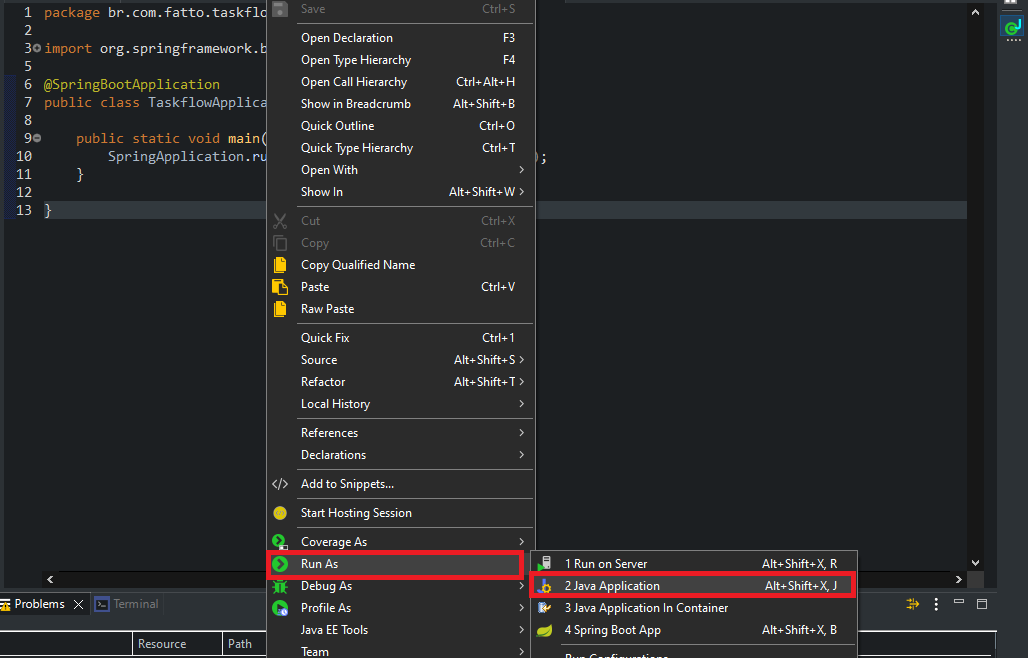 1 package br.com.fatto.taskflo
2
3 import org.springframework.b
5
6 @SpringBootApplication
7 public class TaskflowApplica
8
9 public static void main(
10 SpringApplication.ru );
11 }
12
13 }
Save Ctrl+S
Open Declaration F3
Open Type Hierarchy F4
Open Call Hierarchy Ctrl+Alt+H
Show in Breadcrumb Alt+Shift+B
Quick Outline Ctrl+O
Quick Type Hierarchy Ctrl+T
Open With
Show In Alt+Shift+W
Cut Ctrl+X
Copy Ctrl+C
Copy Qualified Name
Paste Ctrl+V
Raw Paste
Quick Fix Ctrl+1
Source Alt+Shift+S
Refactor Alt+Shift+T
Local History
References
Declarations
Add to Snippets...
Start Hosting Session
Coverage As
Run As
Debug As
Profile As
Java EE Tools
Team
1 Run on Server Alt+Shift+X, R
2 Java Application Alt+Shift+X, J
3 Java Application In Container
4 Spring Boot App Alt+Shift+X, B
Run Configurations
Problems
Terminal
Resource Path